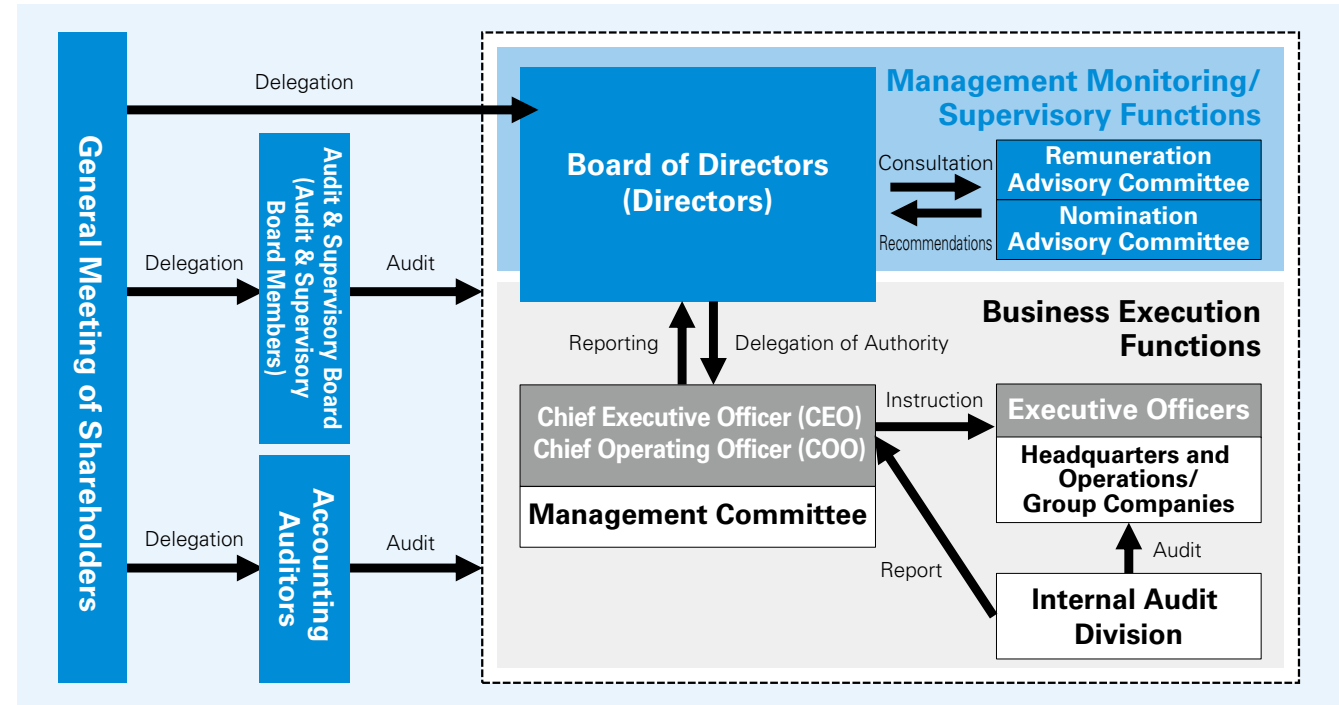 General Meeting of Shareholders
Delegation
Delegation
Delegation
Audit & Supervisory Board
(Audit & Supervisory
Board Members)
Accounting
Auditors
Audit
Audit
Management Monitoring/
Supervisory Functions
Board of Directors
(Directors)
Consultation
Recommendations
Remuneration
Advisory Committee
Nomination
Advisory Committee
Business Execution
Functions
Reporting
Delegation of Authority
Chief Executive Officer (CEO)
Chief Operating Officer (COO)
Management Committee
Instruction
Executive Officers
Headquarters and
Operations/
Group Companies
Audit
Report
Internal Audit
Division